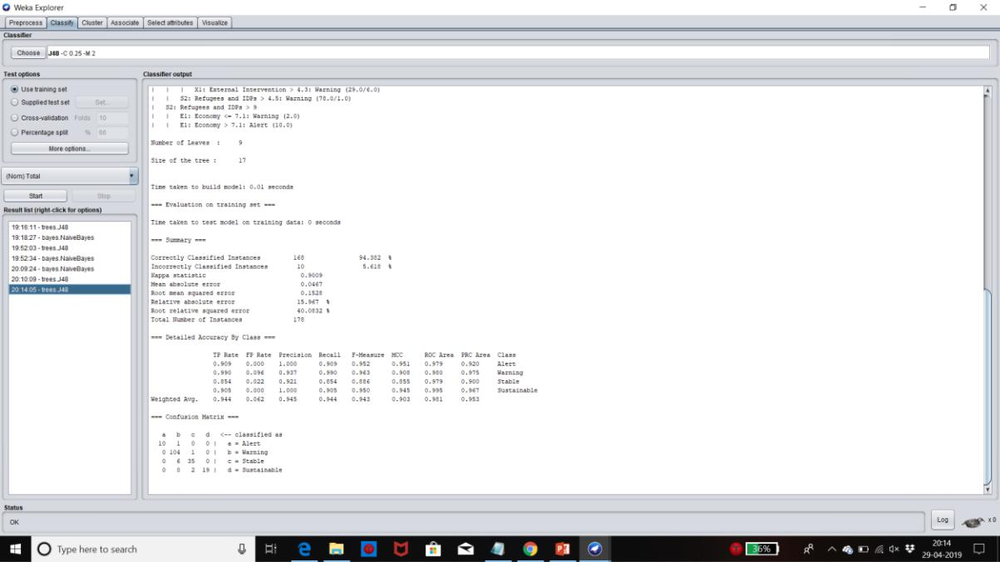 Weka Explorer
Preprocess Classify Cluster Associate Select attributes Visualize
Classifier
Choose J48 -C 0.25 -M 2
Test options
Use training set
Supplied test set Set...
Cross-validation Folds 10
Percentage split % 66
More options...
(Nom) Total
Start Stop
Result list (right-click for options)
19:16:11 - trees.J48
19:18:27 - bayes.NaiveBayes
19:52:03 - trees.J48
19:52:34 - bayes.NaiveBayes
20:09:24 - bayes.NaiveBayes
20:10:09 - trees.J48
20:14:05 - trees.J48
Classifier output
| | | X1: External Intervention > 4.3: Warning (29.0/6.0)
| | S2: Refugees and IDPs > 4.5: Warning (78.0/1.0)
| S2: Refugees and IDPs > 9
| | E1: Economy <= 7.1: Warning (2.0)
| | E1: Economy > 7.1: Alert (10.0)
Number of Leaves : 9
Size of the tree : 17
Time taken to build model: 0.01 seconds
=== Evaluation on training set ===
Time taken to test model on training data: 0 seconds
=== Summary ===
Correctly Classified Instances 168 94.382 %
Incorrectly Classified Instances 10 5.618 %
Kappa statistic 0.9009
Mean absolute error 0.0467
Root mean squared error 0.1528
Relative absolute error 15.967 %
Root relative squared error 40.0832 %
Total Number of Instances 178
=== Detailed Accuracy By Class ===
TP Rate FP Rate Precision Recall F-Measure MCC ROC Area PRC Area Class
0.909 0.000 1.000 0.909 0.952 0.951 0.979 0.920 Alert
0.990 0.096 0.937 0.990 0.963 0.908 0.980 0.975 Warning
0.854 0.022 0.921 0.854 0.886 0.855 0.979 0.900 Stable
0.905 0.000 1.000 0.905 0.950 0.945 0.995 0.967 Sustainable
Weighted Avg. 0.944 0.062 0.945 0.944 0.943 0.903 0.981 0.953
=== Confusion Matrix ===
a b c d <-- classified as
10 1 0 0 | a = Alert
0 104 1 0 | b = Warning
0 6 35 0 | c = Stable
0 0 2 19 | d = Sustainable
Status
OK
Log x 0
Type here to search
36%
20:14
29-04-2019